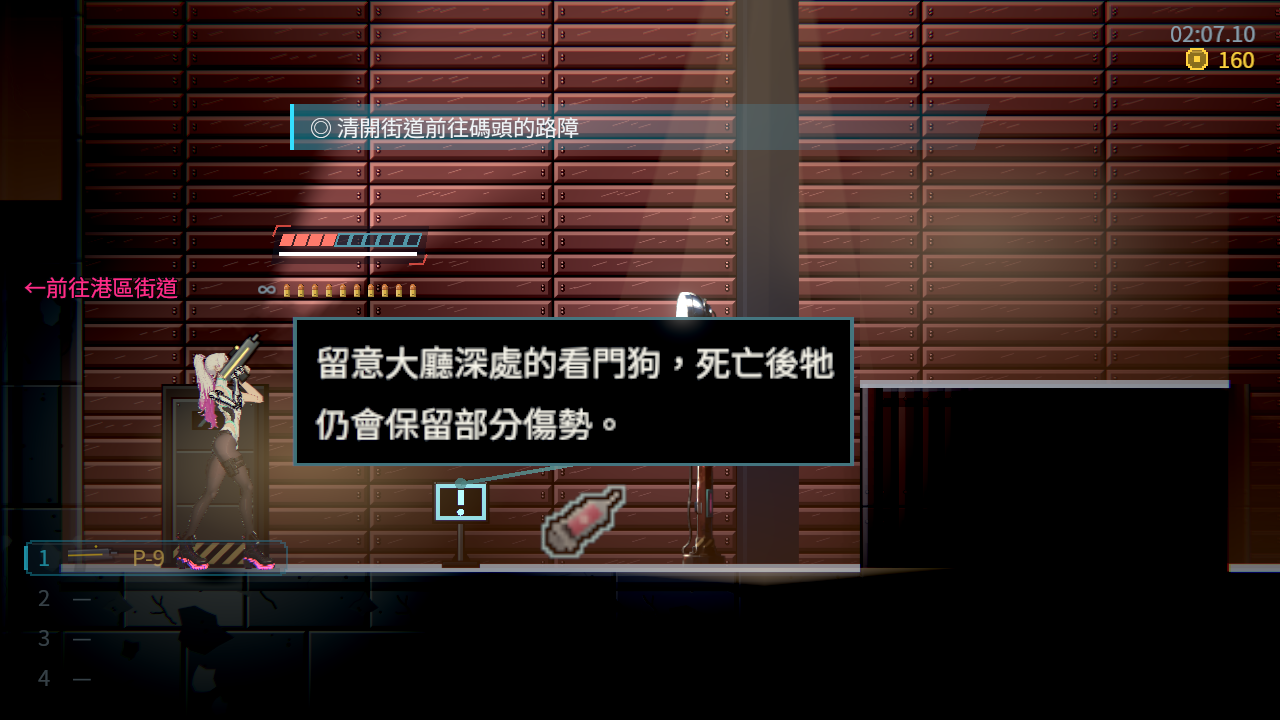 02:07.10
160
◎ 清開街道前往碼頭的路障
←前往港區街道
∞
留意大廳深處的看門狗，死亡後牠
仍會保留部分傷勢。
!
1 P-9
2 —
3 —
4 —